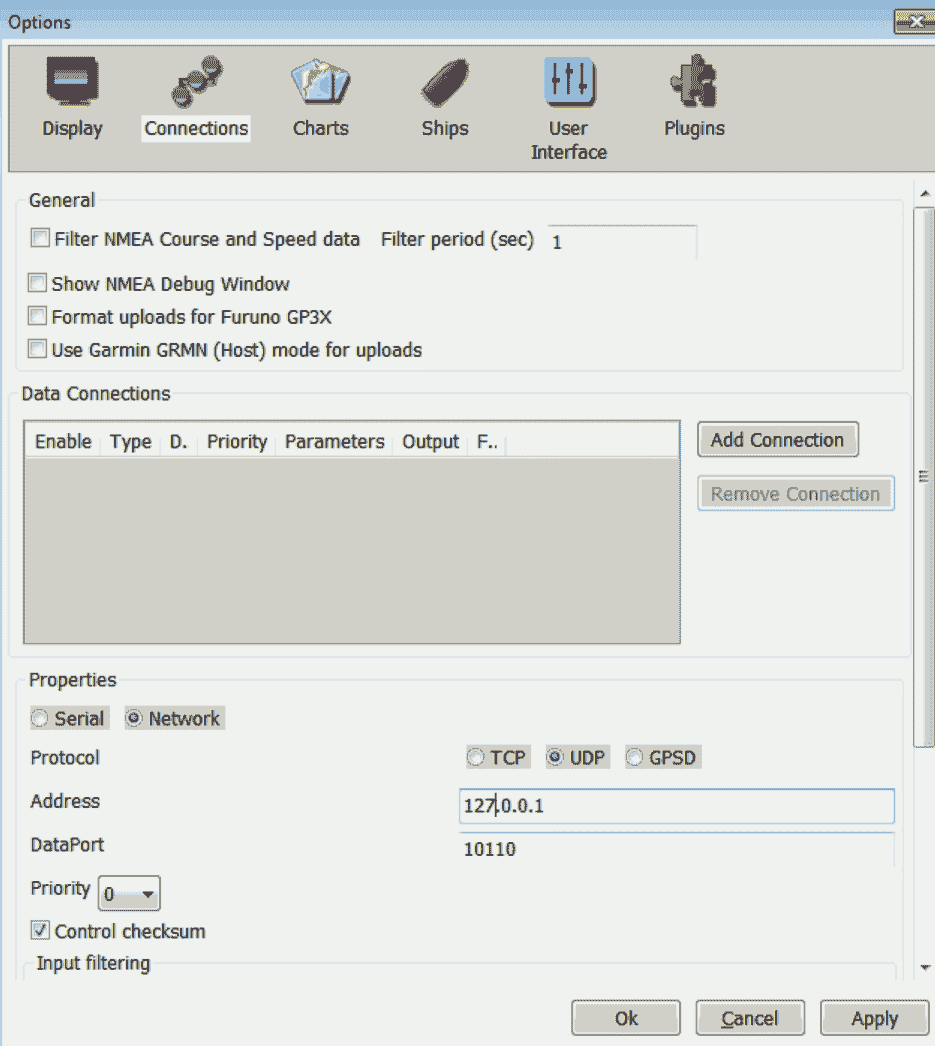 Options
Display
Connections
Charts
Ships
User
Interface
Plugins
General
Filter NMEA Course and Speed data Filter period (sec) 1
Show NMEA Debug Window
Format uploads for Furuno GP3X
Use Garmin GRMN (Host) mode for uploads
Data Connections
Enable Type D. Priority Parameters Output F..
Add Connection
Remove Connection
Properties
Serial Network
Protocol TCP UDP GPSD
Address 127.0.0.1
DataPort 10110
Priority 0
Control checksum
Input filtering
Ok Cancel Apply